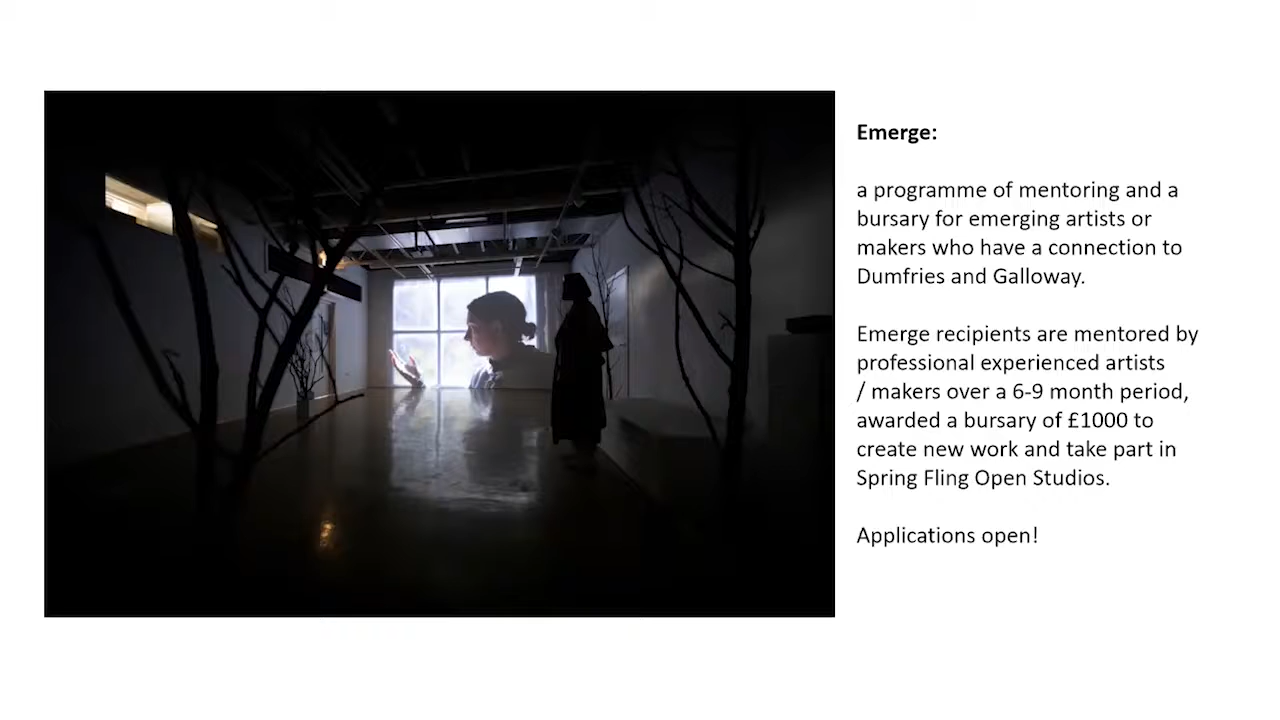 Emerge:
a programme of mentoring and a
bursary for emerging artists or
makers who have a connection to
Dumfries and Galloway.
Emerge recipients are mentored by
professional experienced artists
/ makers over a 6-9 month period,
awarded a bursary of £1000 to
create new work and take part in
Spring Fling Open Studios.
Applications open!